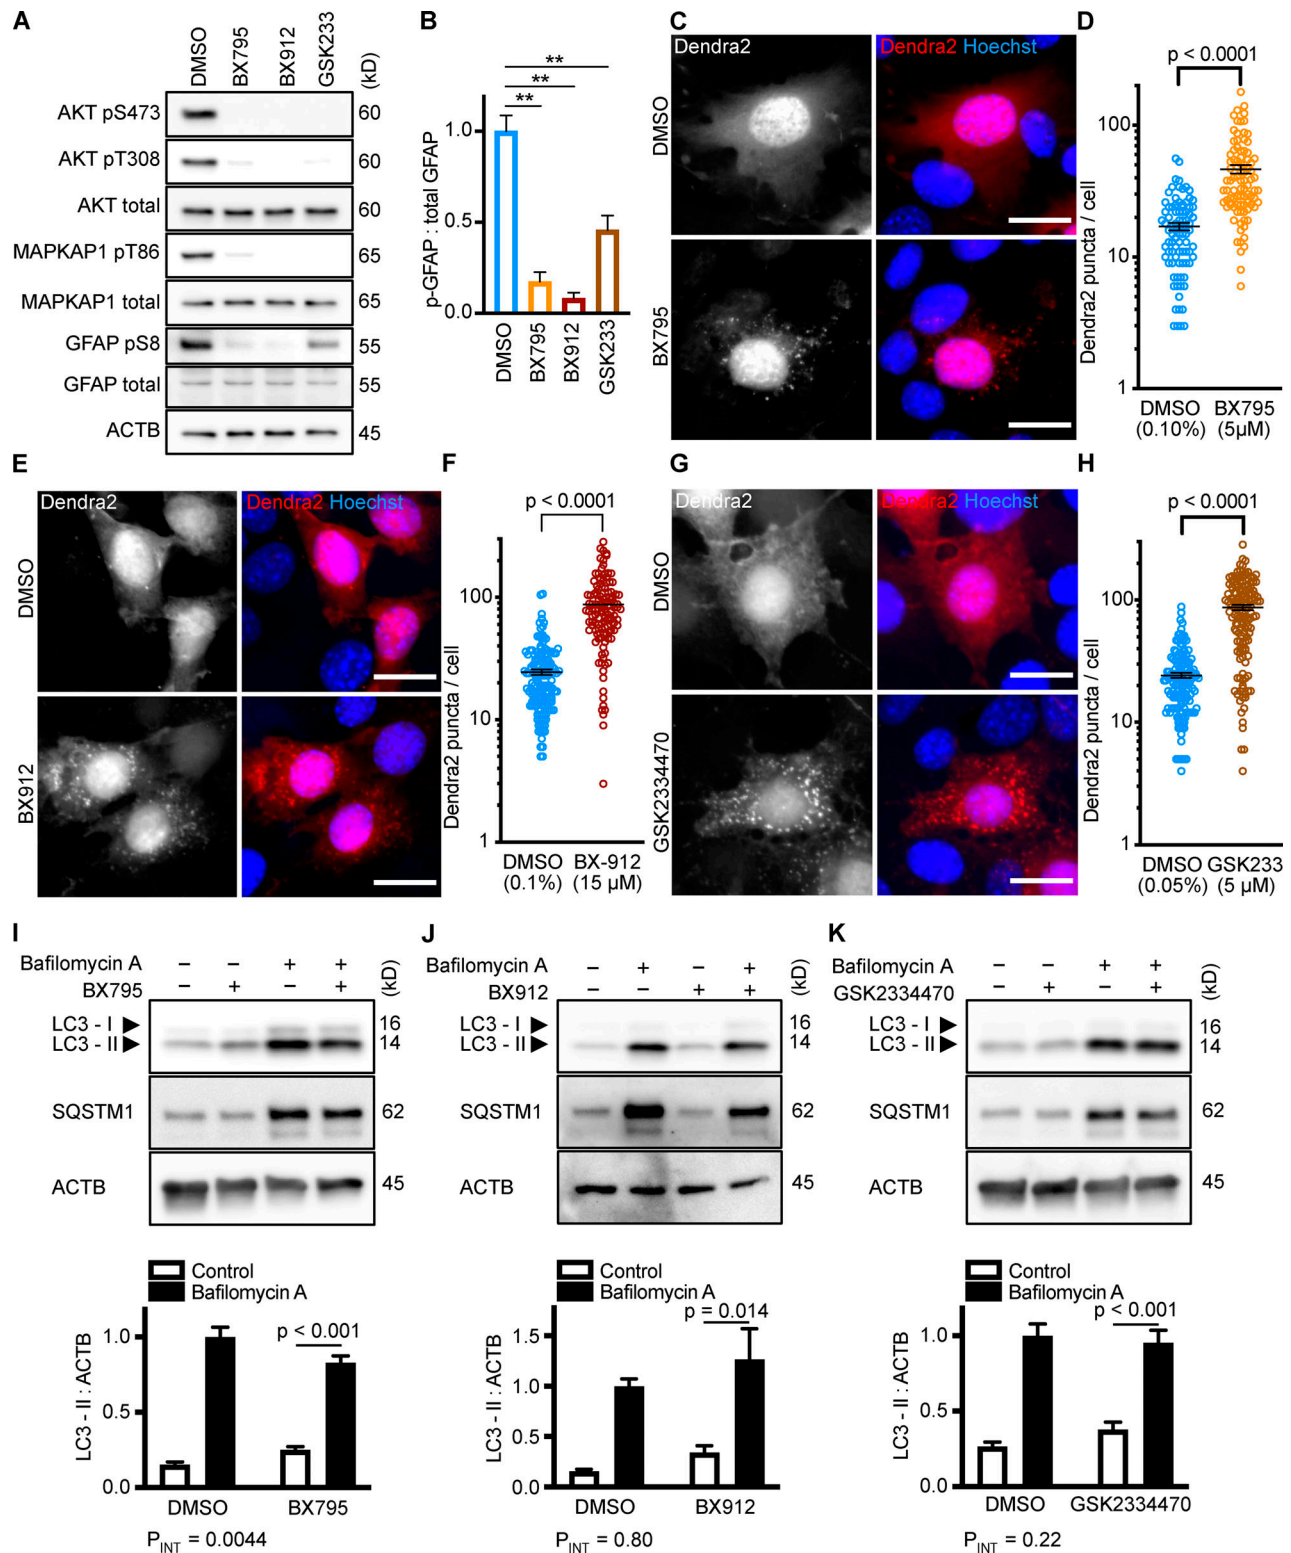 A
DMSO
BX795
BX912
GSK233
(kD)
AKT pS473
60
AKT pT308
60
AKT total
60
MAPKAP1 pT86
65
MAPKAP1 total
65
GFAP pS8
55
GFAP total
55
ACTB
45
B
**
**
**
p-GFAP : total GFAP
1.0
0.5
0.0
DMSO
BX795
BX912
GSK233
C
Dendra2
Dendra2 Hoechst
DMSO
BX795
D
p < 0.0001
Dendra2 puncta / cell
100
10
1
DMSO BX795
(0.10%) (5µM)
E
Dendra2
Dendra2 Hoechst
DMSO
BX912
F
p < 0.0001
Dendra2 puncta / cell
100
10
1
DMSO BX-912
(0.1%) (15 µM)
G
Dendra2
Dendra2 Hoechst
DMSO
GSK2334470
H
p < 0.0001
Dendra2 puncta / cell
100
10
1
DMSO GSK233
(0.05%) (5 µM)
I
Bafilomycin A – – + +
BX795 – + – +
(kD)
LC3 - I 16
LC3 - II 14
SQSTM1 62
ACTB 45
Control
Bafilomycin A
LC3 - II : ACTB
1.0
0.5
0.0
p < 0.001
DMSO BX795
PINT = 0.0044
J
Bafilomycin A – + – +
BX912 – – + +
(kD)
LC3 - I 16
LC3 - II 14
SQSTM1 62
ACTB 45
Control
Bafilomycin A
LC3 - II : ACTB
1.5
1.0
0.5
0.0
p = 0.014
DMSO BX912
PINT = 0.80
K
Bafilomycin A – – + +
GSK2334470 – + – +
(kD)
LC3 - I 16
LC3 - II 14
SQSTM1 62
ACTB 45
Control
Bafilomycin A
LC3 - II : ACTB
1.0
0.5
0.0
p < 0.001
DMSO GSK2334470
PINT = 0.22